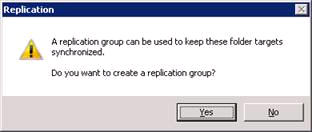 Replication
A replication group can be used to keep these folder targets
synchronized.
Do you want to create a replication group?
Yes
No